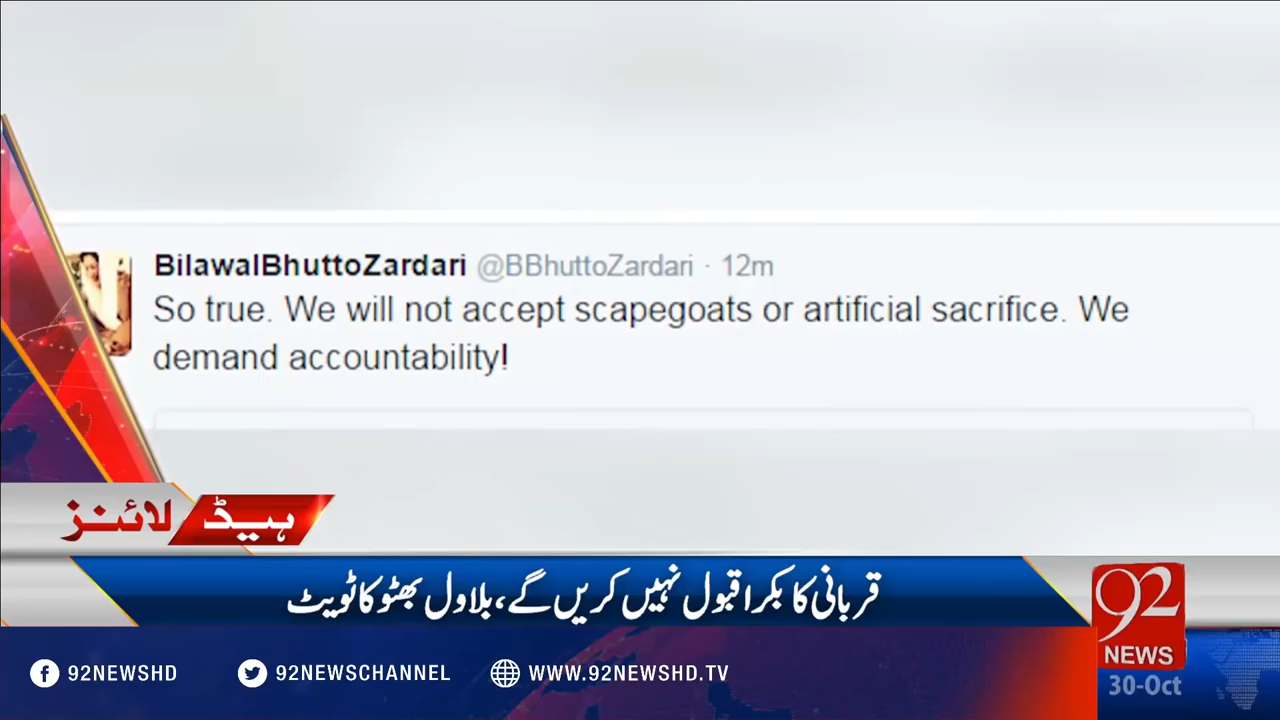 BilawalBhuttoZardari @BBhuttoZardari · 12m
So true. We will not accept scapegoats or artificial sacrifice. We
demand accountability!
ہیڈ لائنز
قربانی کا بکرا قبول نہیں کریں گے، بلاول بھٹو کا ٹویٹ
92
NEWS
30-Oct
92NEWSHD 92NEWSCHANNEL WWW.92NEWSHD.TV